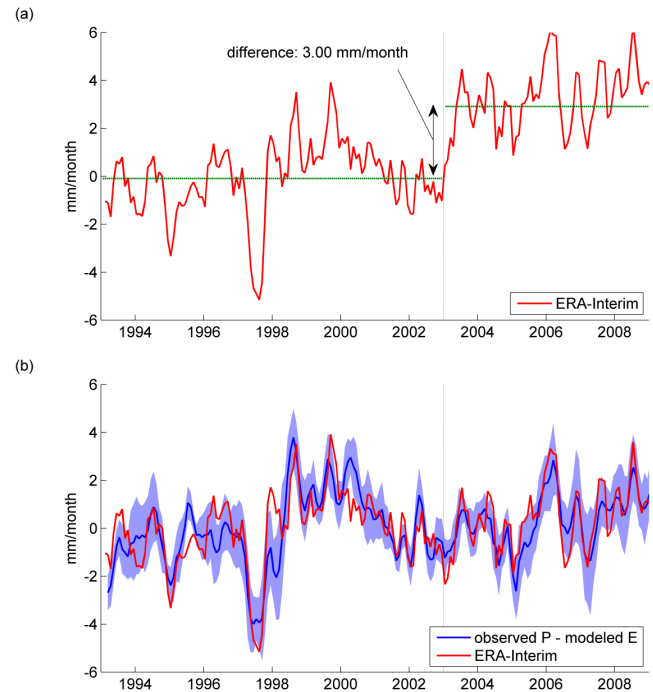 (a)
difference: 3.00 mm/month
6
4
2
0
-2
-4
-6
mm/month
ERA-Interim
1994 1996 1998 2000 2002 2004 2006 2008
(b)
6
4
2
0
-2
-4
-6
mm/month
observed P - modeled E
ERA-Interim
1994 1996 1998 2000 2002 2004 2006 2008